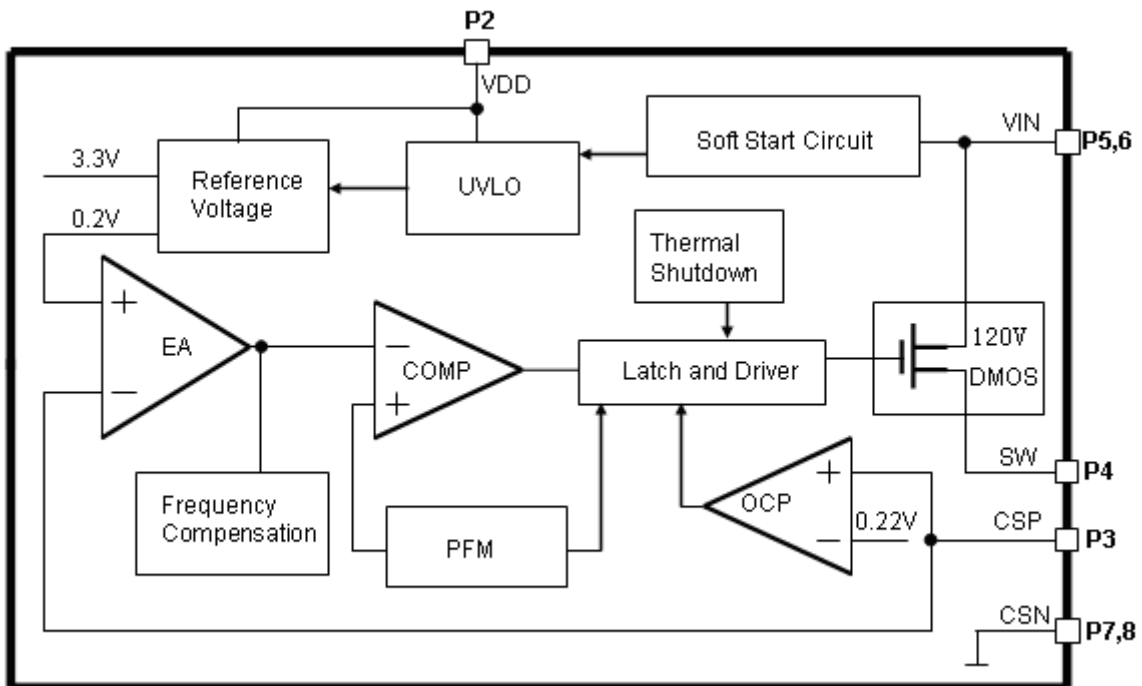 P2
VDD
Soft Start Circuit
VIN
P5,6
3.3V
Reference
Voltage
UVLO
0.2V
Thermal
Shutdown
+
EA
−
−
COMP
+
Latch and Driver
120V
DMOS
SW
P4
Frequency
Compensation
PFM
OCP
+
0.22V
−
CSP
P3
CSN
P7,8